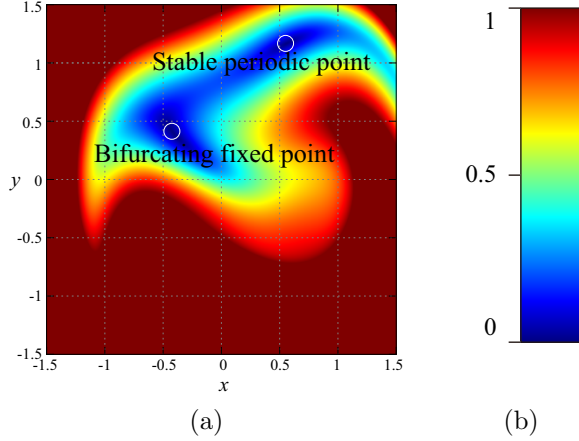 1.5
Stable periodic point
1
0.5
Bifurcating fixed point
y
0
-0.5
-1
-1.5
-1.5 -1 -0.5 0 0.5 1 1.5
x
(a)
1
0.5
0
(b)